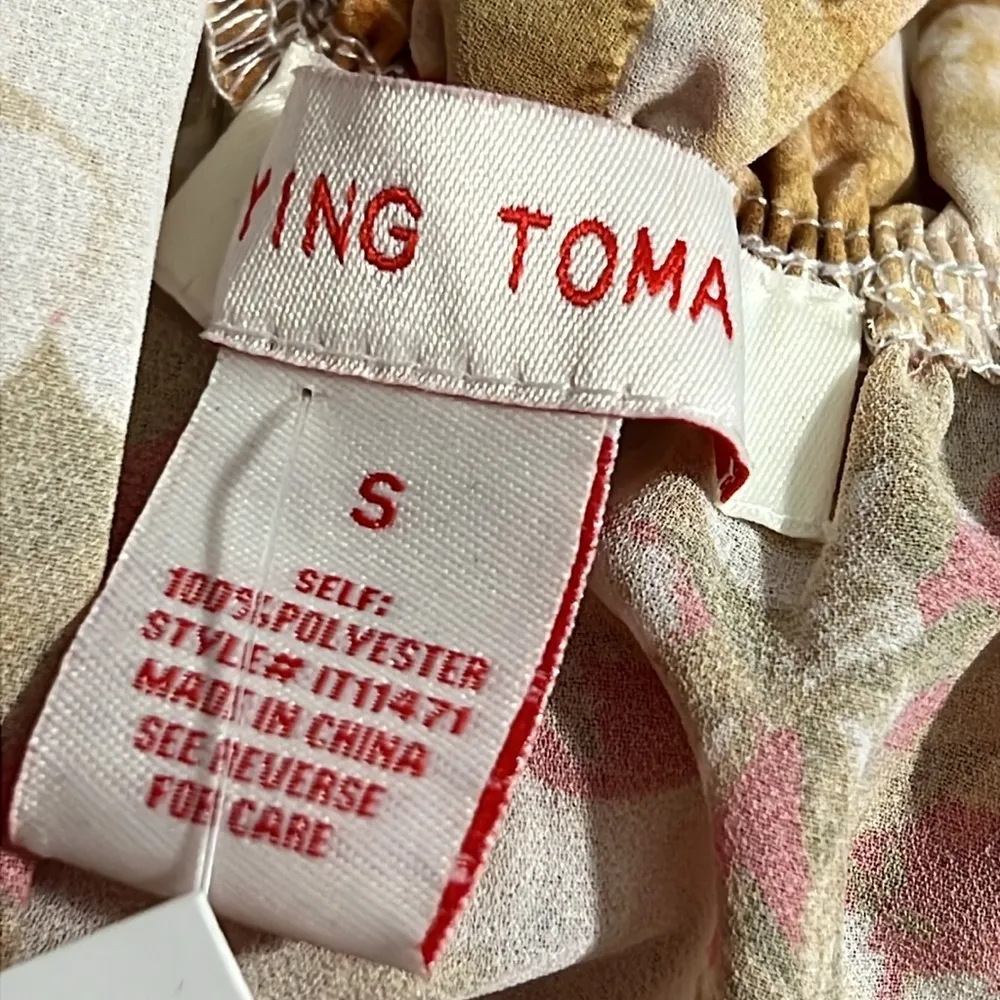 YING TOMA
S
SELF:
100% POLYESTER
STYLE# IT11471
MADE IN CHINA
SEE REVERSE
FOR CARE